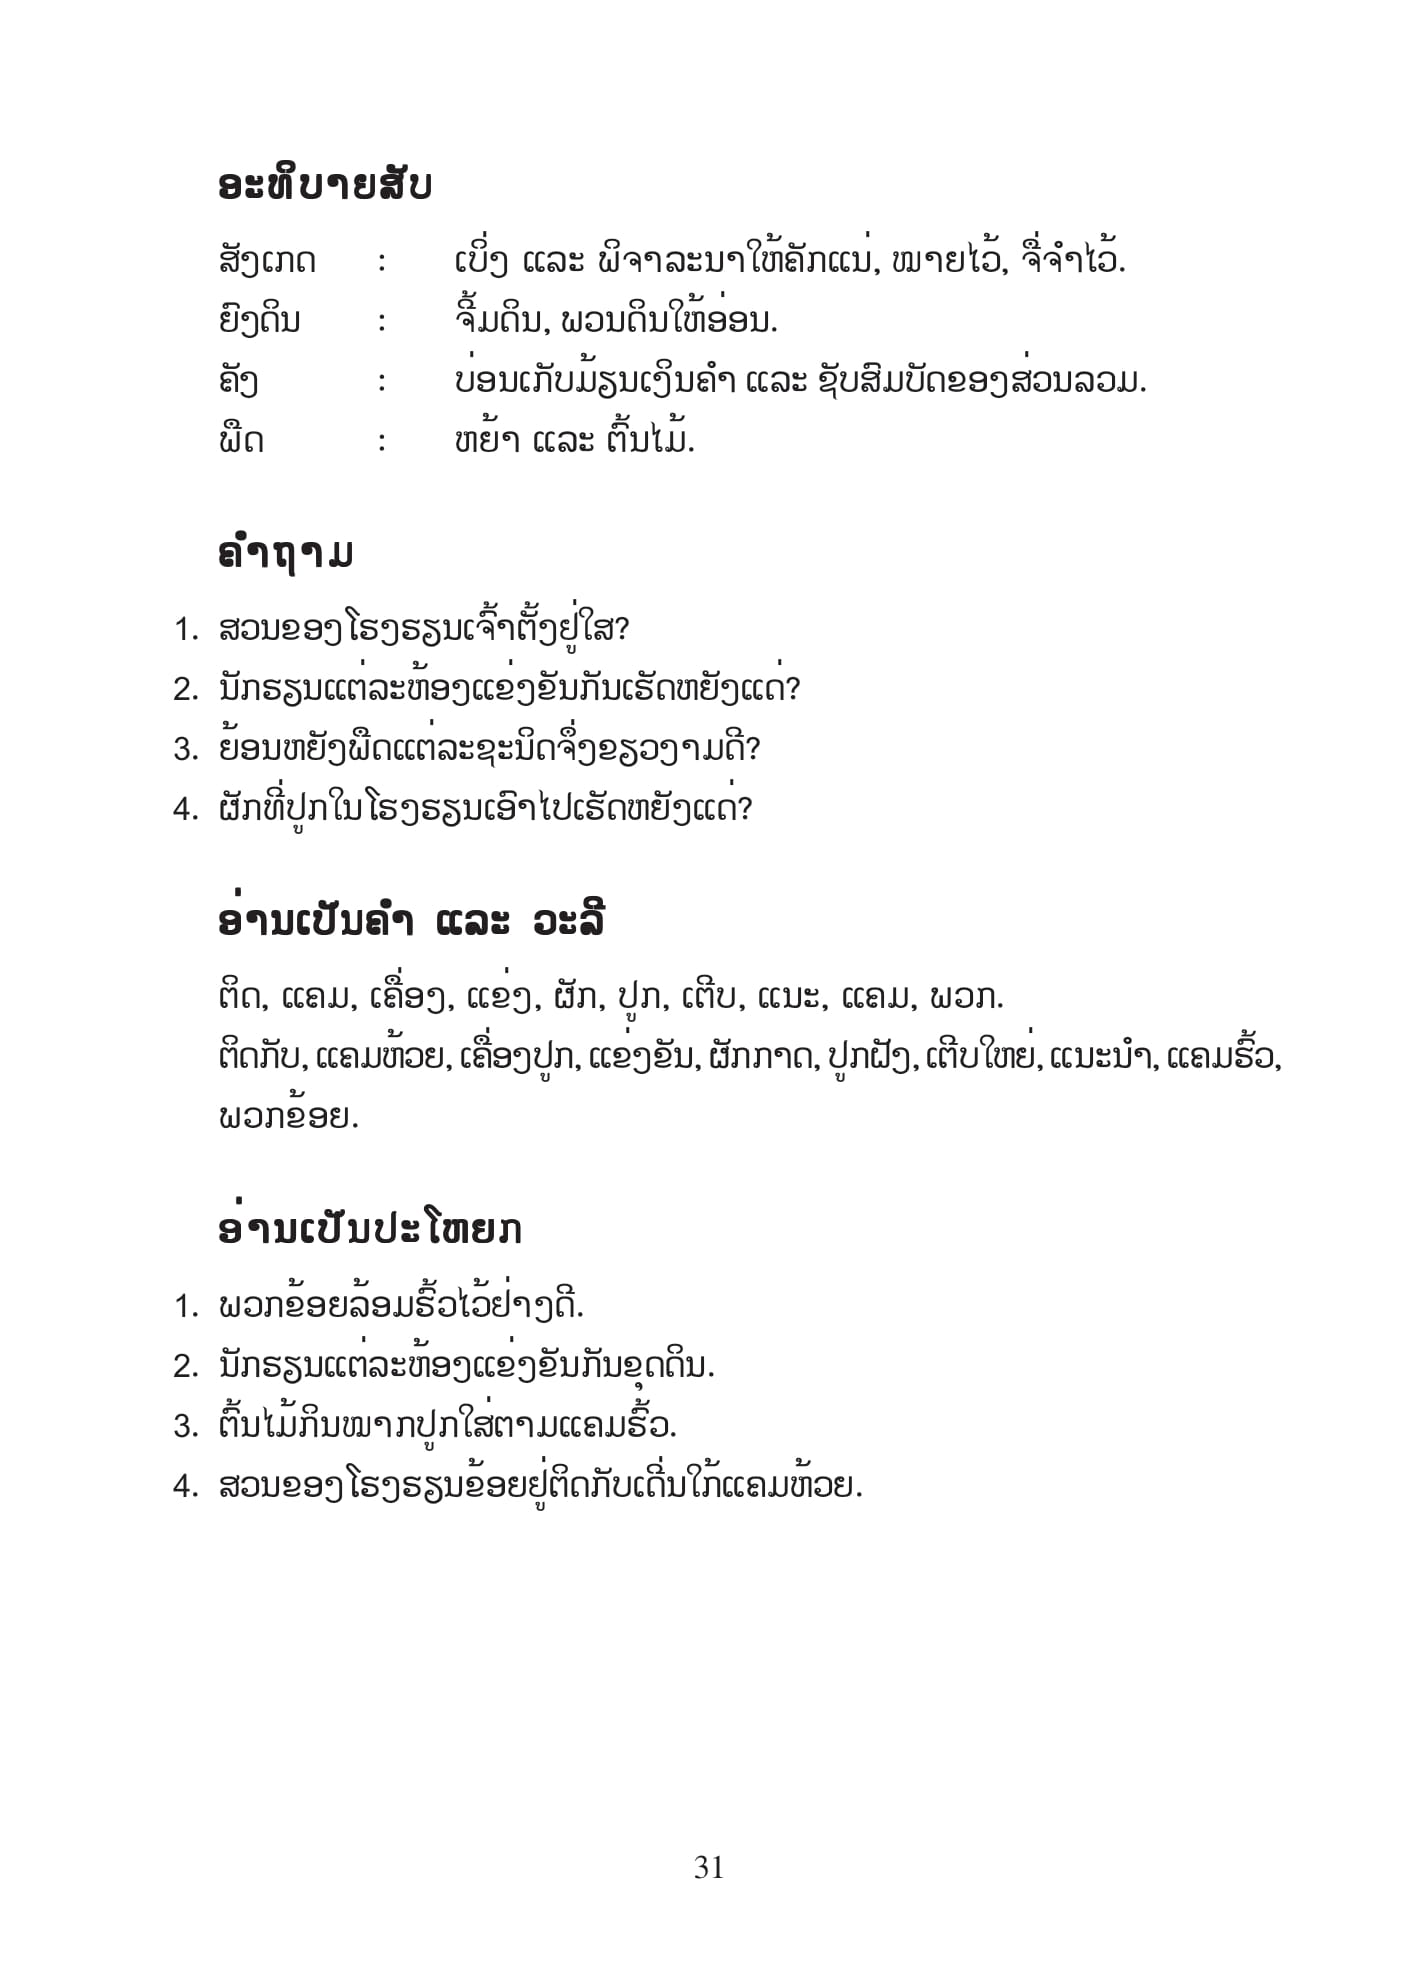 ອະທິບາຍສັບ
ສັງເກດ : ເບິ່ງ ແລະ ພິຈາລະນາໃຫ້ຄັກແນ່, ໝາຍໄວ້, ຈື່ຈຳໄວ້.
ຍົງດິນ : ຈີ້ມດິນ, ພວນດິນໃຫ້ອ່ອນ.
ຄັງ : ບ່ອນເກັບມ້ຽນເງິນຄຳ ແລະ ຊັບສົມບັດຂອງສ່ວນລວມ.
ພືດ : ຫຍ້າ ແລະ ຕົ້ນໄມ້.
ຄຳຖາມ
1. ສວນຂອງໂຮງຮຽນເຈົ້າຕັ້ງຢູ່ໃສ?
2. ນັກຮຽນແຕ່ລະຫ້ອງແຂ່ງຂັນກັນເຮັດຫຍັງແດ່?
3. ຍ້ອນຫຍັງພືດແຕ່ລະຊະນິດຈຶ່ງຂຽວງາມດີ?
4. ຜັກທີ່ປູກໃນໂຮງຮຽນເອົາໄປເຮັດຫຍັງແດ່?
ອ່ານເປັນຄຳ ແລະ ວະລີ
ຕິດ, ແຄມ, ເຄື່ອງ, ແຂ່ງ, ຜັກ, ປູກ, ເຕີບ, ແນະ, ແຄມ, ພວກ.
ຕິດກັບ, ແຄມຫ້ວຍ, ເຄື່ອງປູກ, ແຂ່ງຂັນ, ຜັກກາດ, ປູກຝັງ, ເຕີບໃຫຍ່, ແນະນຳ, ແຄມຮົ້ວ,
ພວກຂ້ອຍ.
ອ່ານເປັນປະໂຫຍກ
1. ພວກຂ້ອຍລ້ອມຮົ້ວໄວ້ຢ່າງດີ.
2. ນັກຮຽນແຕ່ລະຫ້ອງແຂ່ງຂັນກັນຂຸດດິນ.
3. ຕົ້ນໄມ້ກິນໝາກປູກໃສ່ຕາມແຄມຮົ້ວ.
4. ສວນຂອງໂຮງຮຽນຂ້ອຍຢູ່ຕິດກັບເດີ່ນໃກ້ແຄມຫ້ວຍ.
31